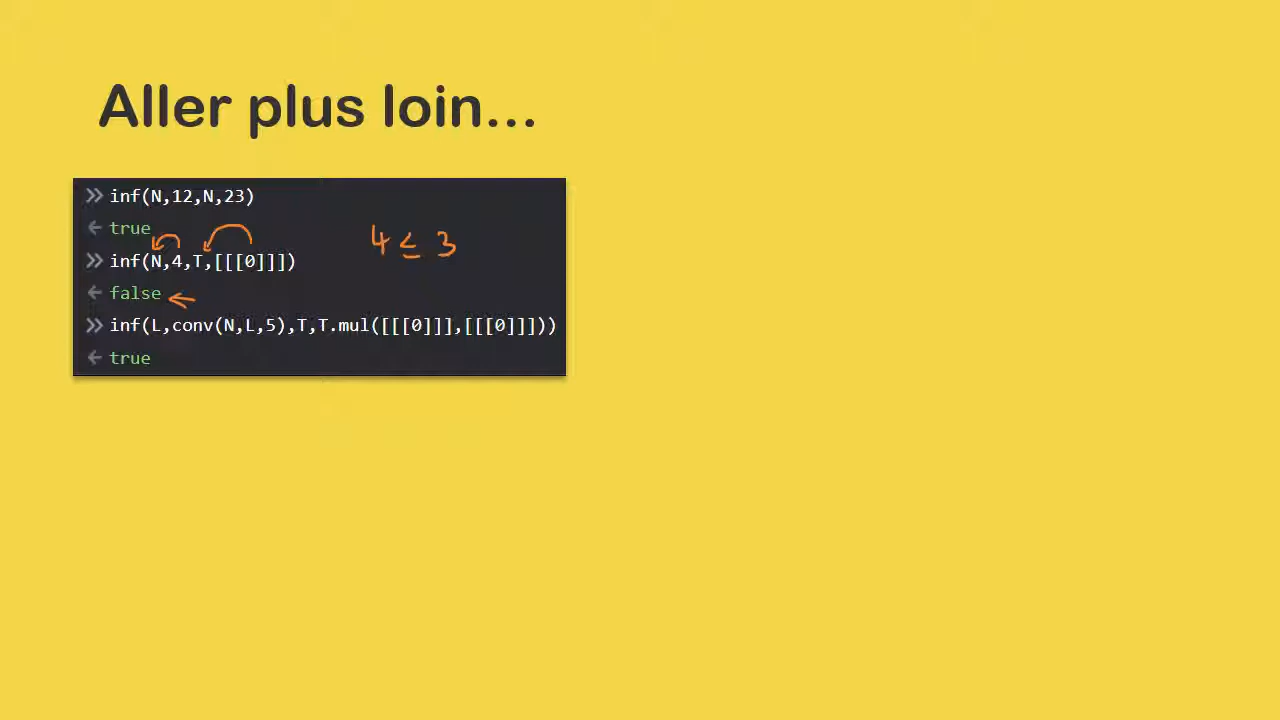 Aller plus loin...
>> inf(N,12,N,23)
← true
>> inf(N,4,T,[[[0]]])
4 ≤ 3
← false
>> inf(L,conv(N,L,5),T,T.mul([[[0]]],[[[0]]]))
← true